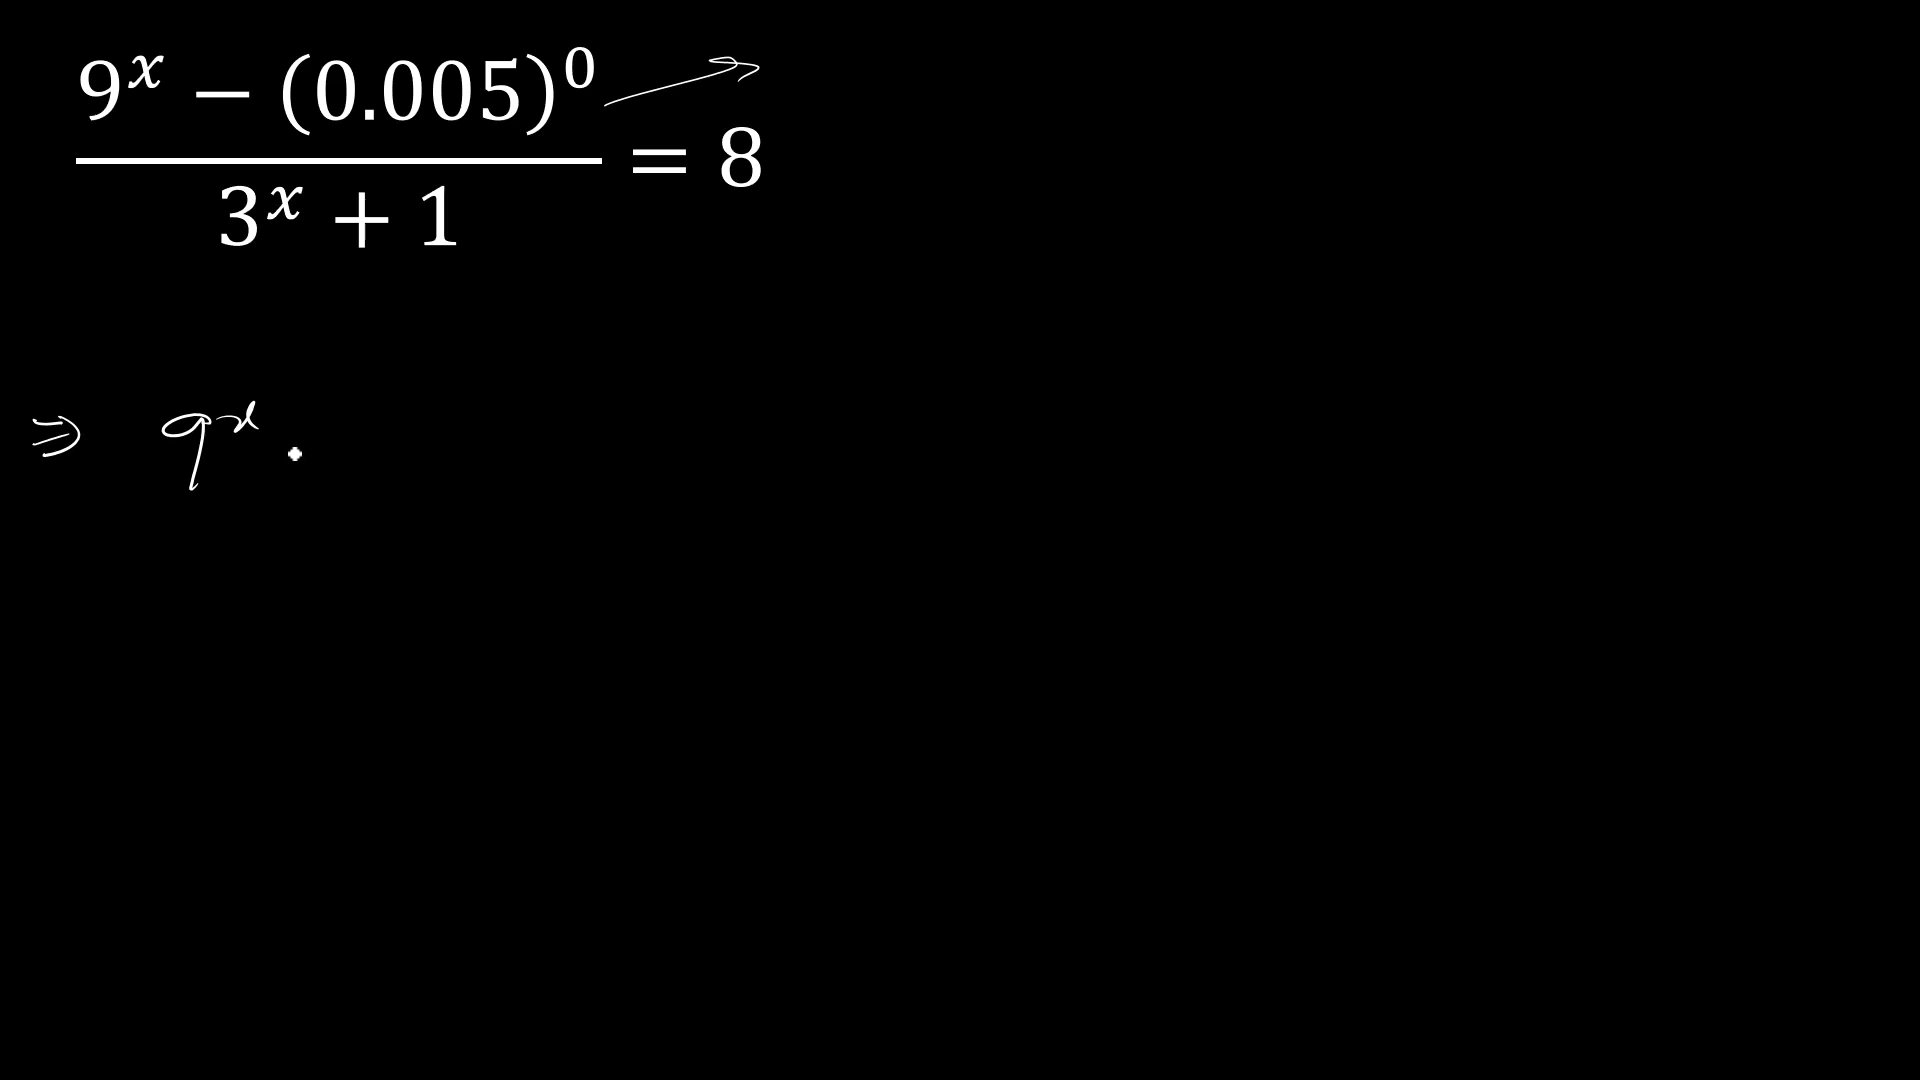 9^x − (0.005)^0
3^x + 1
= 8
⇒ 9^x